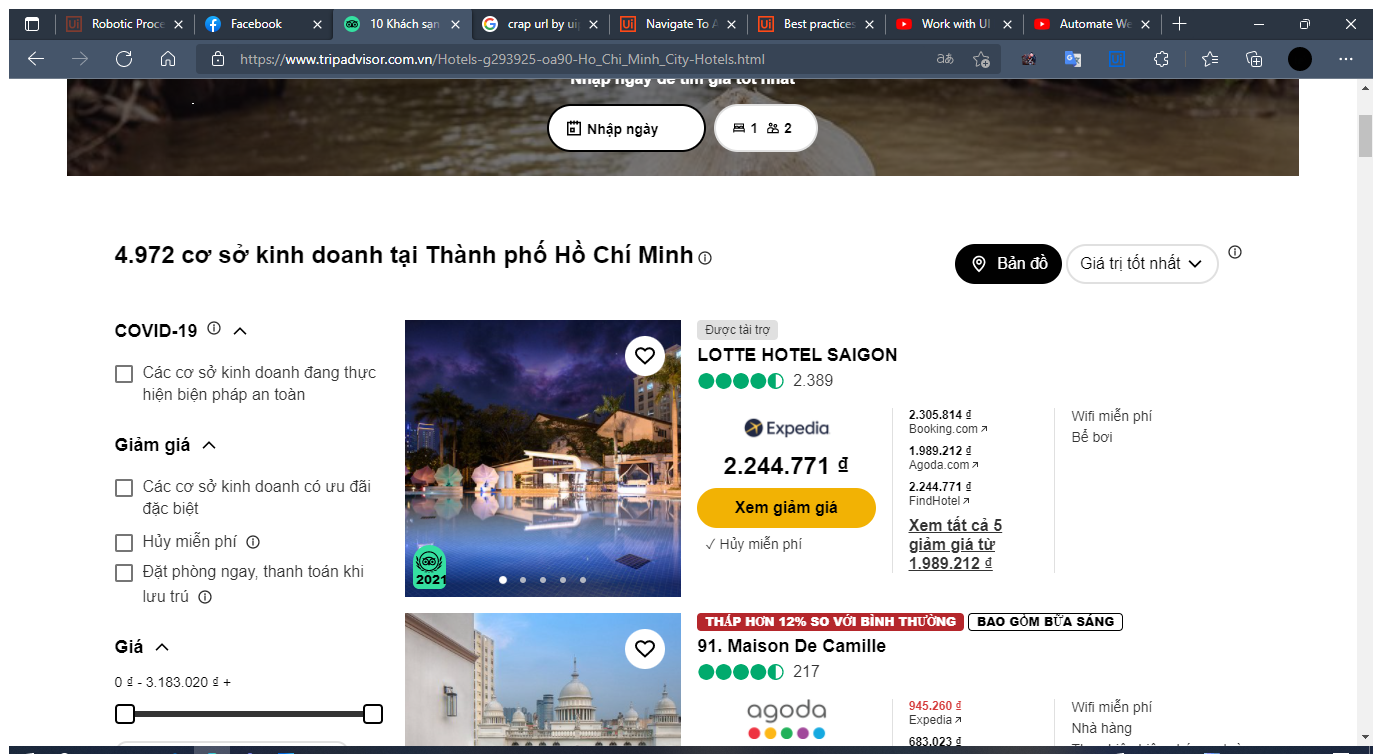 Robotic Proce
Facebook
10 Khách sạn
crap url by uip
Navigate To A
Best practices
Work with UI
Automate We
https://www.tripadvisor.com.vn/Hotels-g293925-oa90-Ho_Chi_Minh_City-Hotels.html
Nhập ngày để tìm giá tốt nhất
Nhập ngày
1 2
4.972 cơ sở kinh doanh tại Thành phố Hồ Chí Minh
Bản đồ
Giá trị tốt nhất
COVID-19
Các cơ sở kinh doanh đang thực
hiện biện pháp an toàn
Giảm giá
Các cơ sở kinh doanh có ưu đãi
đặc biệt
Hủy miễn phí
Đặt phòng ngay, thanh toán khi
lưu trú
Giá
0 ₫ - 3.183.020 ₫ +
2021
Được tài trợ
LOTTE HOTEL SAIGON
2.389
Expedia
2.244.771 ₫
Xem giảm giá
✓ Hủy miễn phí
2.305.814 ₫
Booking.com
1.989.212 ₫
Agoda.com
2.244.771 ₫
FindHotel
Xem tất cả 5
giảm giá từ
1.989.212 ₫
Wifi miễn phí
Bể bơi
THẤP HƠN 12% SO VỚI BÌNH THƯỜNG
BAO GỒM BỮA SÁNG
91. Maison De Camille
217
agoda
945.260 ₫
Expedia
683.023 ₫
Wifi miễn phí
Nhà hàng